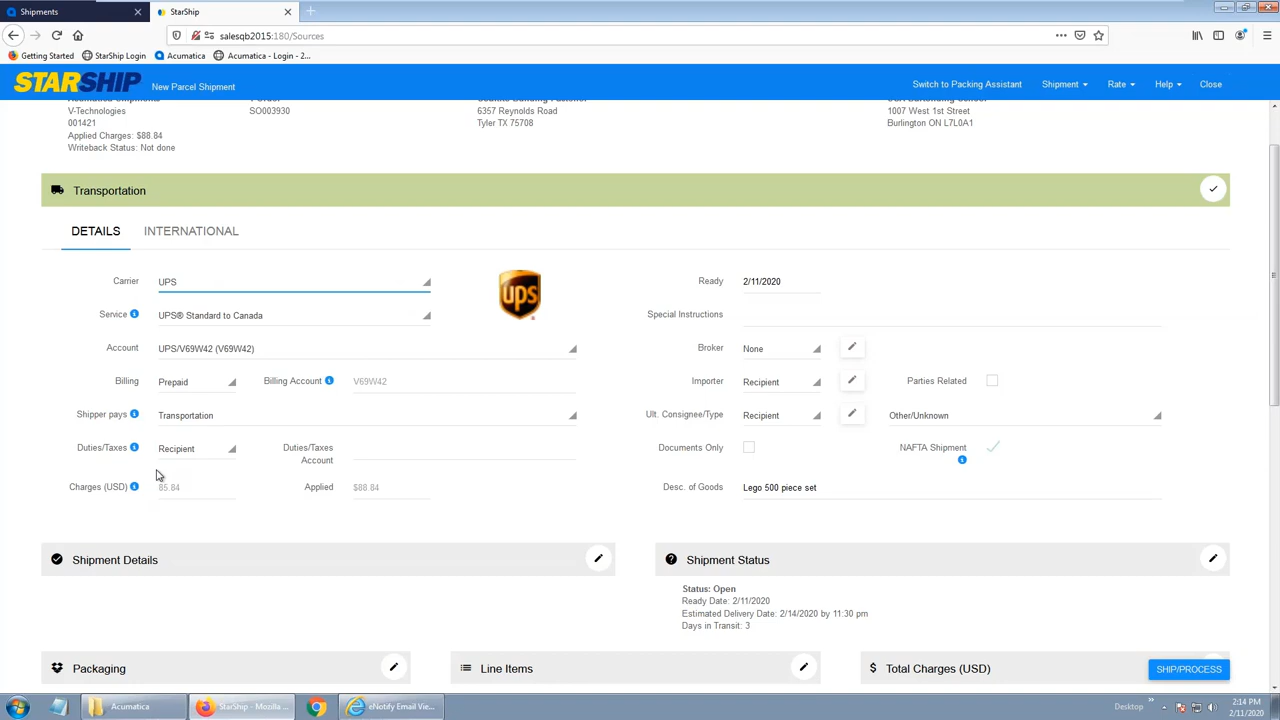 Shipments
StarShip
salesqb2015:180/Sources
Getting Started StarShip Login Acumatica Acumatica - Login - 2...
STARSHIP New Parcel Shipment Switch to Packing Assistant Shipment Rate Help Close
V-Technologies SO003930 6357 Reynolds Road 1007 West 1st Street
001421 Tyler TX 75708 Burlington ON L7L0A1
Applied Charges: $88.84
Writeback Status: Not done
Transportation
DETAILS INTERNATIONAL
Carrier UPS ups Ready 2/11/2020
Service UPS® Standard to Canada Special Instructions
Account UPS/V69W42 (V69W42) Broker None
Billing Prepaid Billing Account V69W42 Importer Recipient Parties Related
Shipper pays Transportation Ult. Consignee/Type Recipient Other/Unknown
Duties/Taxes Recipient Duties/Taxes Account Documents Only NAFTA Shipment
Charges (USD) 85.84 Applied $88.84 Desc. of Goods Lego 500 piece set
Shipment Details Shipment Status
Status: Open
Ready Date: 2/11/2020
Estimated Delivery Date: 2/14/2020 by 11:30 pm
Days in Transit: 3
Packaging Line Items $ Total Charges (USD) SHIP/PROCESS
Acumatica StarShip - Mozilla ... eNotify Email Vie... Desktop 2:14 PM
2/11/2020